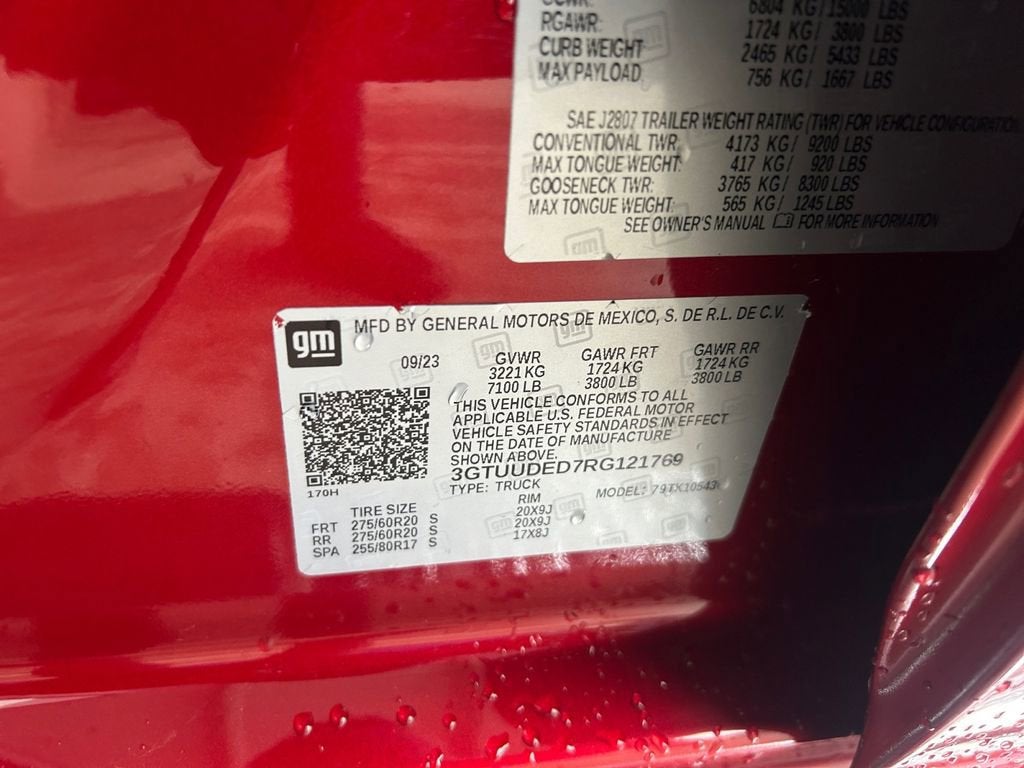 6804 KG/ 15000 LBS
RGAWR: 1724 KG/ 3800 LBS
CURB WEIGHT 2465 KG/ 5433 LBS
MAX PAYLOAD 756 KG/ 1667 LBS
SAE J2807 TRAILER WEIGHT RATING (TWR) FOR VEHICLE CONFIGURATION
CONVENTIONAL TWR: 4173 KG/ 9200 LBS
MAX TONGUE WEIGHT: 417 KG/ 920 LBS
GOOSENECK TWR: 3765 KG/ 8300 LBS
MAX TONGUE WEIGHT: 565 KG/ 1245 LBS
SEE OWNER'S MANUAL FOR MORE INFORMATION
gm
MFD BY GENERAL MOTORS DE MEXICO, S. DE R.L. DE C.V.
09/23 GVWR GAWR FRT GAWR RR
3221 KG 1724 KG 1724 KG
7100 LB 3800 LB 3800 LB
THIS VEHICLE CONFORMS TO ALL
APPLICABLE U.S. FEDERAL MOTOR
VEHICLE SAFETY STANDARDS IN EFFECT
ON THE DATE OF MANUFACTURE
SHOWN ABOVE.
3GTUUDED7RG121769
170H
TYPE: TRUCK MODEL:
TIRE SIZE RIM
FRT 275/60R20 S 20X9J
RR 275/60R20 S 20X9J
SPA 255/80R17 S 17X8J